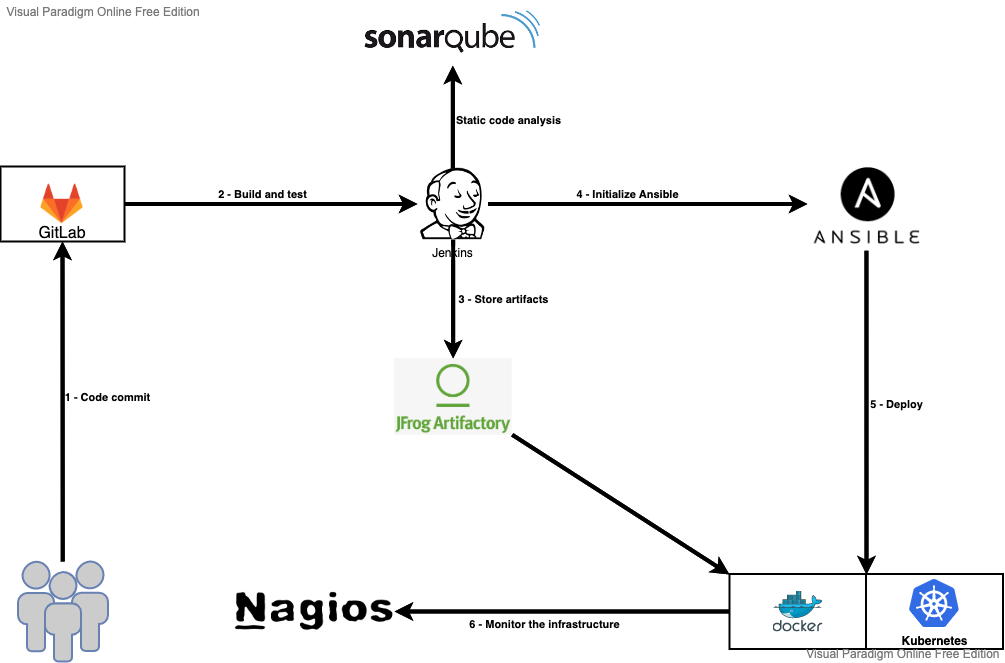 Visual Paradigm Online Free Edition
sonarqube
Static code analysis
2 - Build and test
4 - Initialize Ansible
GitLab
ANSIBLE
Jenkins
3 - Store artifacts
1 - Code commit
JFrog Artifactory
5 - Deploy
Nagios
6 - Monitor the infrastructure
docker
Kubernetes
Visual Paradigm Online Free Edition